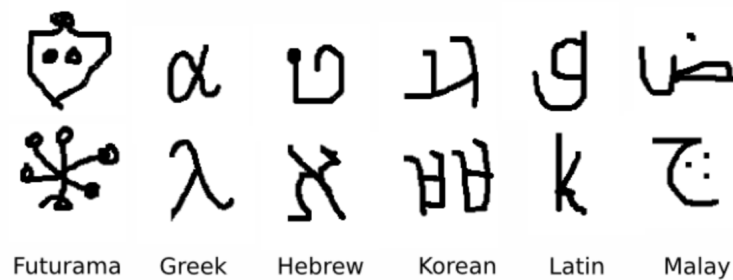 α ט g ض
λ א ㅃ k چ
Futurama Greek Hebrew Korean Latin Malay